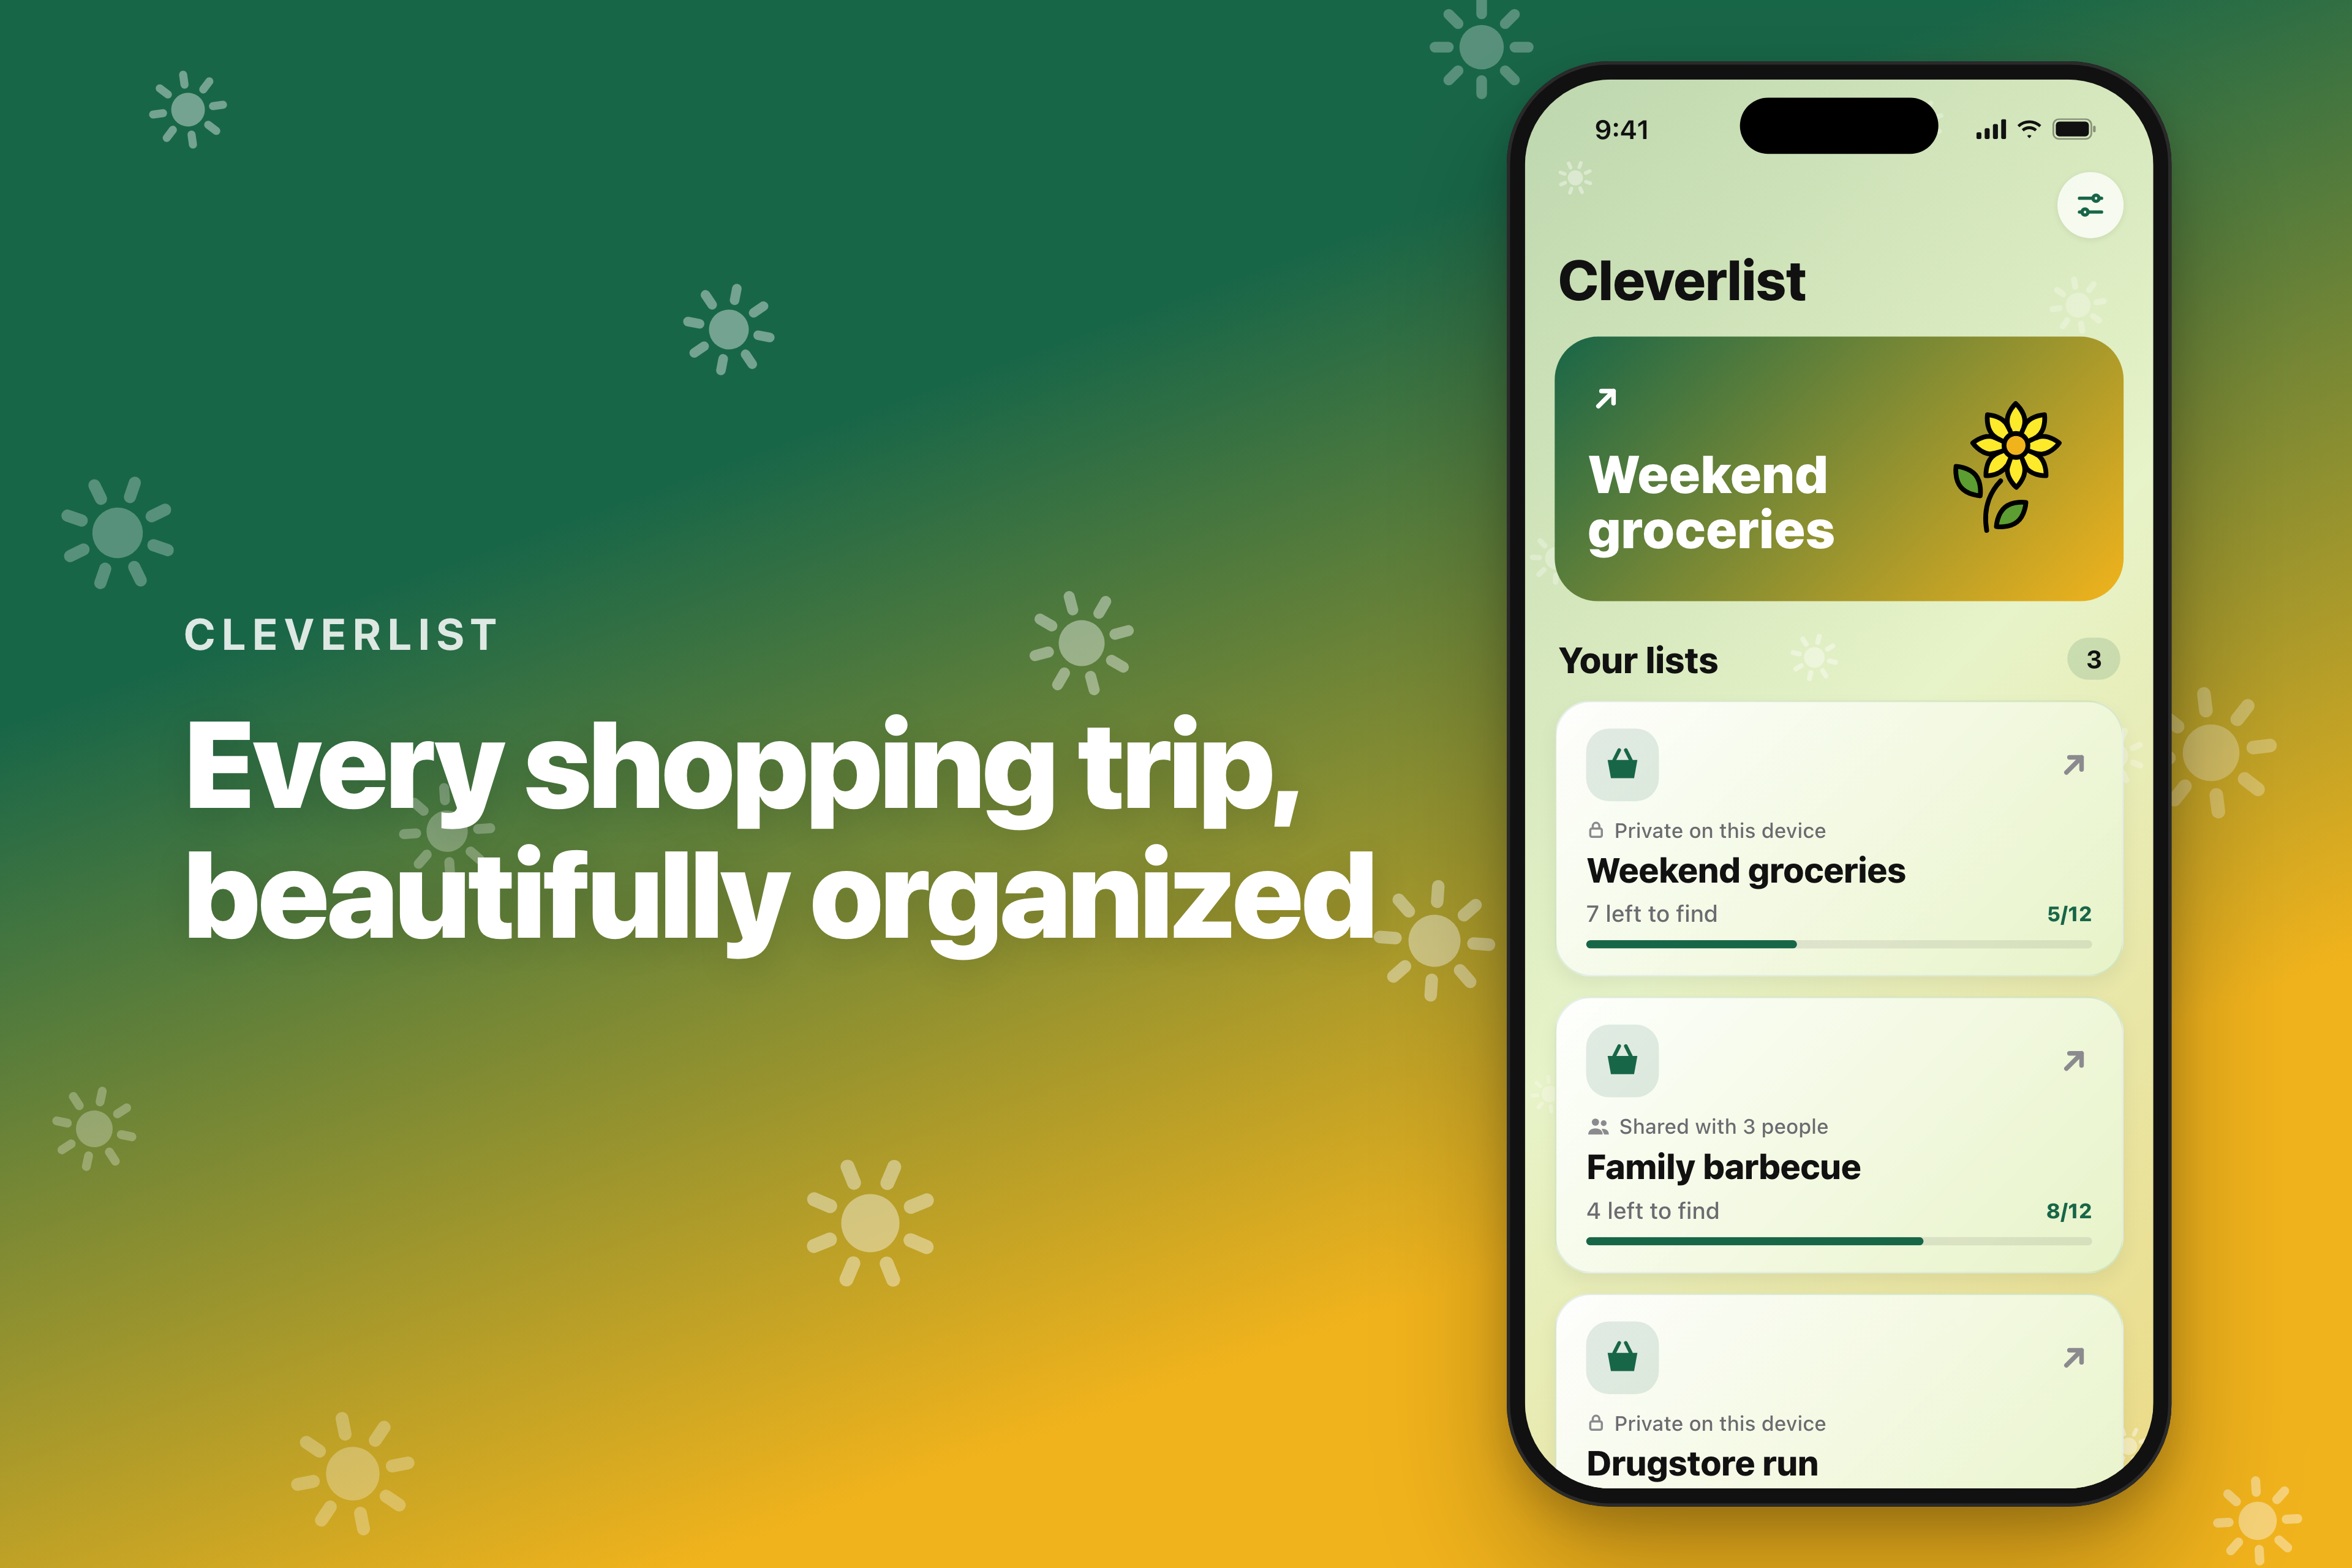 CLEVERLIST
Every shopping trip,
beautifully organized
9:41
Cleverlist
Weekend
groceries
Your lists
3
Private on this device
Weekend groceries
7 left to find
5/12
Shared with 3 people
Family barbecue
4 left to find
8/12
Private on this device
Drugstore run